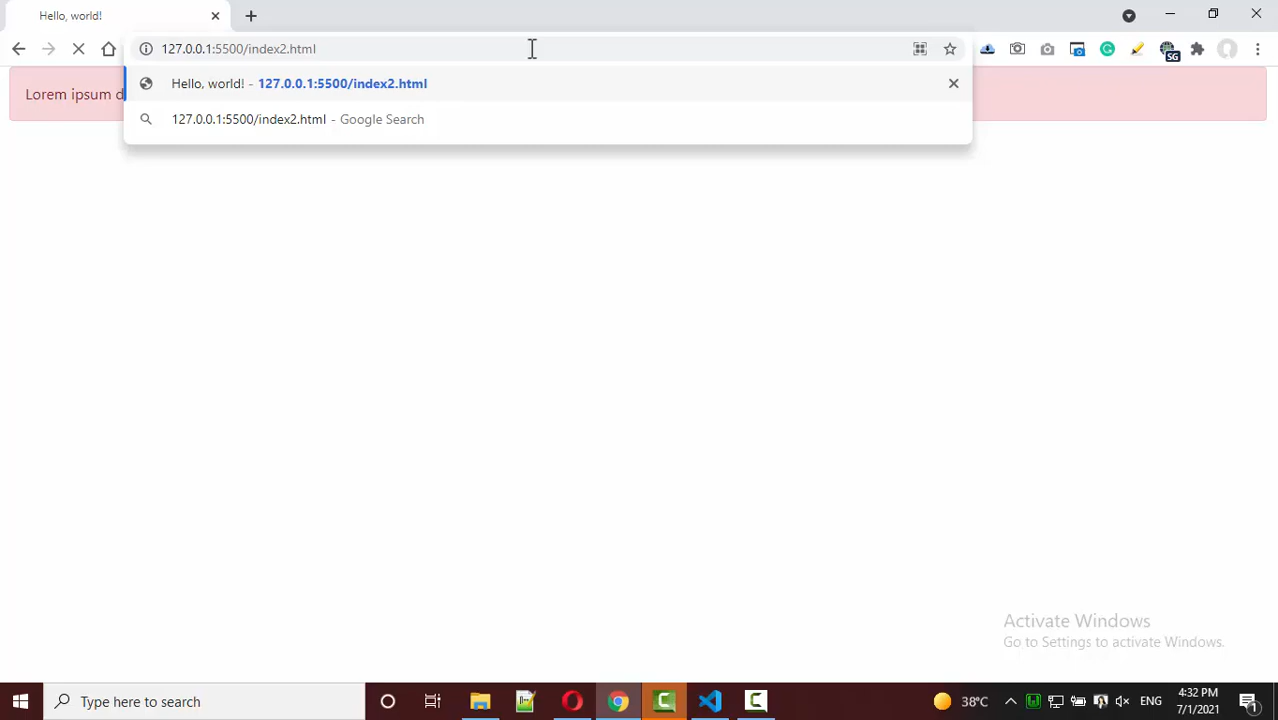 Hello, world!
127.0.0.1:5500/index2.html
Hello, world! - 127.0.0.1:5500/index2.html
127.0.0.1:5500/index2.html - Google Search
Lorem ipsum d
SG
Activate Windows
Go to Settings to activate Windows.
Type here to search
38°C
ENG
4:32 PM
7/1/2021
1